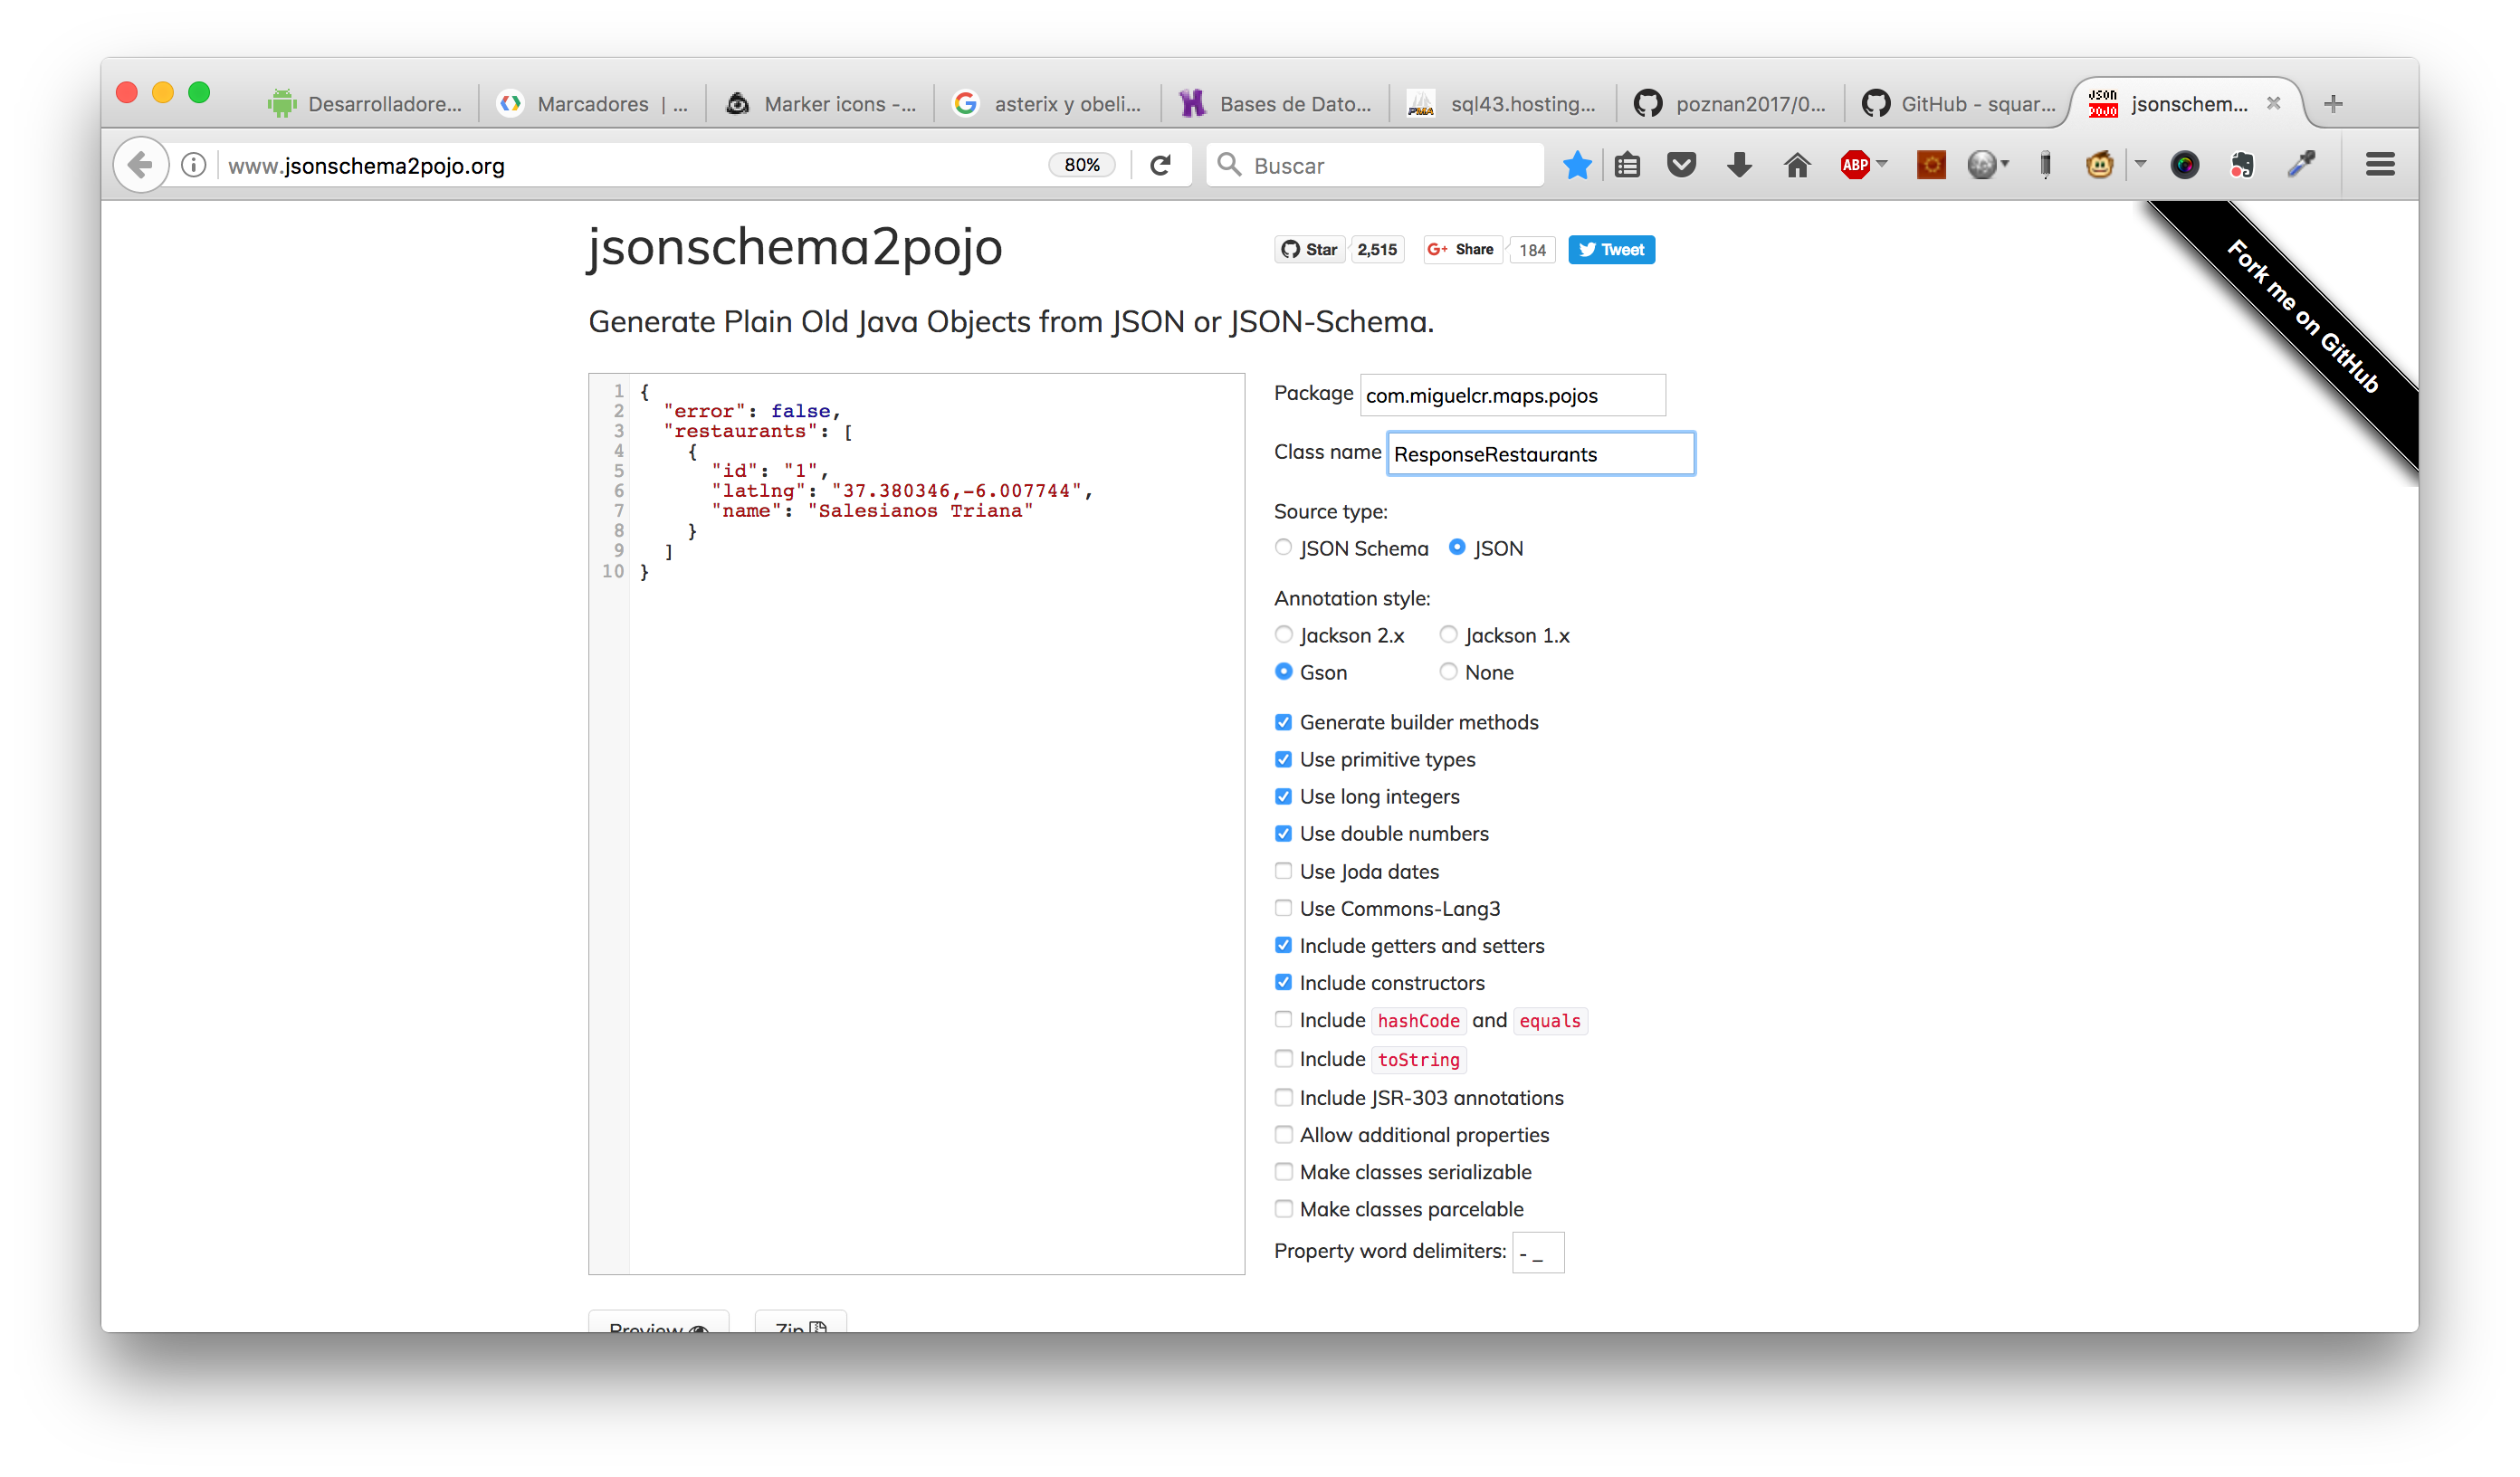 Desarrolladore...
Marcadores | ...
Marker icons -...
asterix y obeli...
Bases de Dato...
PMA
sql43.hosting...
poznan2017/0...
GitHub - squar...
JSON
POJO
jsonschem...
www.jsonschema2pojo.org
80%
Buscar
ABP
jsonschema2pojo
Star
2,515
G+ Share
184
Tweet
Fork me on GitHub
Generate Plain Old Java Objects from JSON or JSON-Schema.
1 {
2 "error": false,
3 "restaurants": [
4 {
5 "id": "1",
6 "latlng": "37.380346,-6.007744",
7 "name": "Salesianos Triana"
8 }
9 ]
10 }
Package com.miguelcr.maps.pojos
Class name ResponseRestaurants
Source type:
JSON Schema JSON
Annotation style:
Jackson 2.x Jackson 1.x
Gson None
Generate builder methods
Use primitive types
Use long integers
Use double numbers
Use Joda dates
Use Commons-Lang3
Include getters and setters
Include constructors
Include hashCode and equals
Include toString
Include JSR-303 annotations
Allow additional properties
Make classes serializable
Make classes parcelable
Property word delimiters: - _
Preview Zip